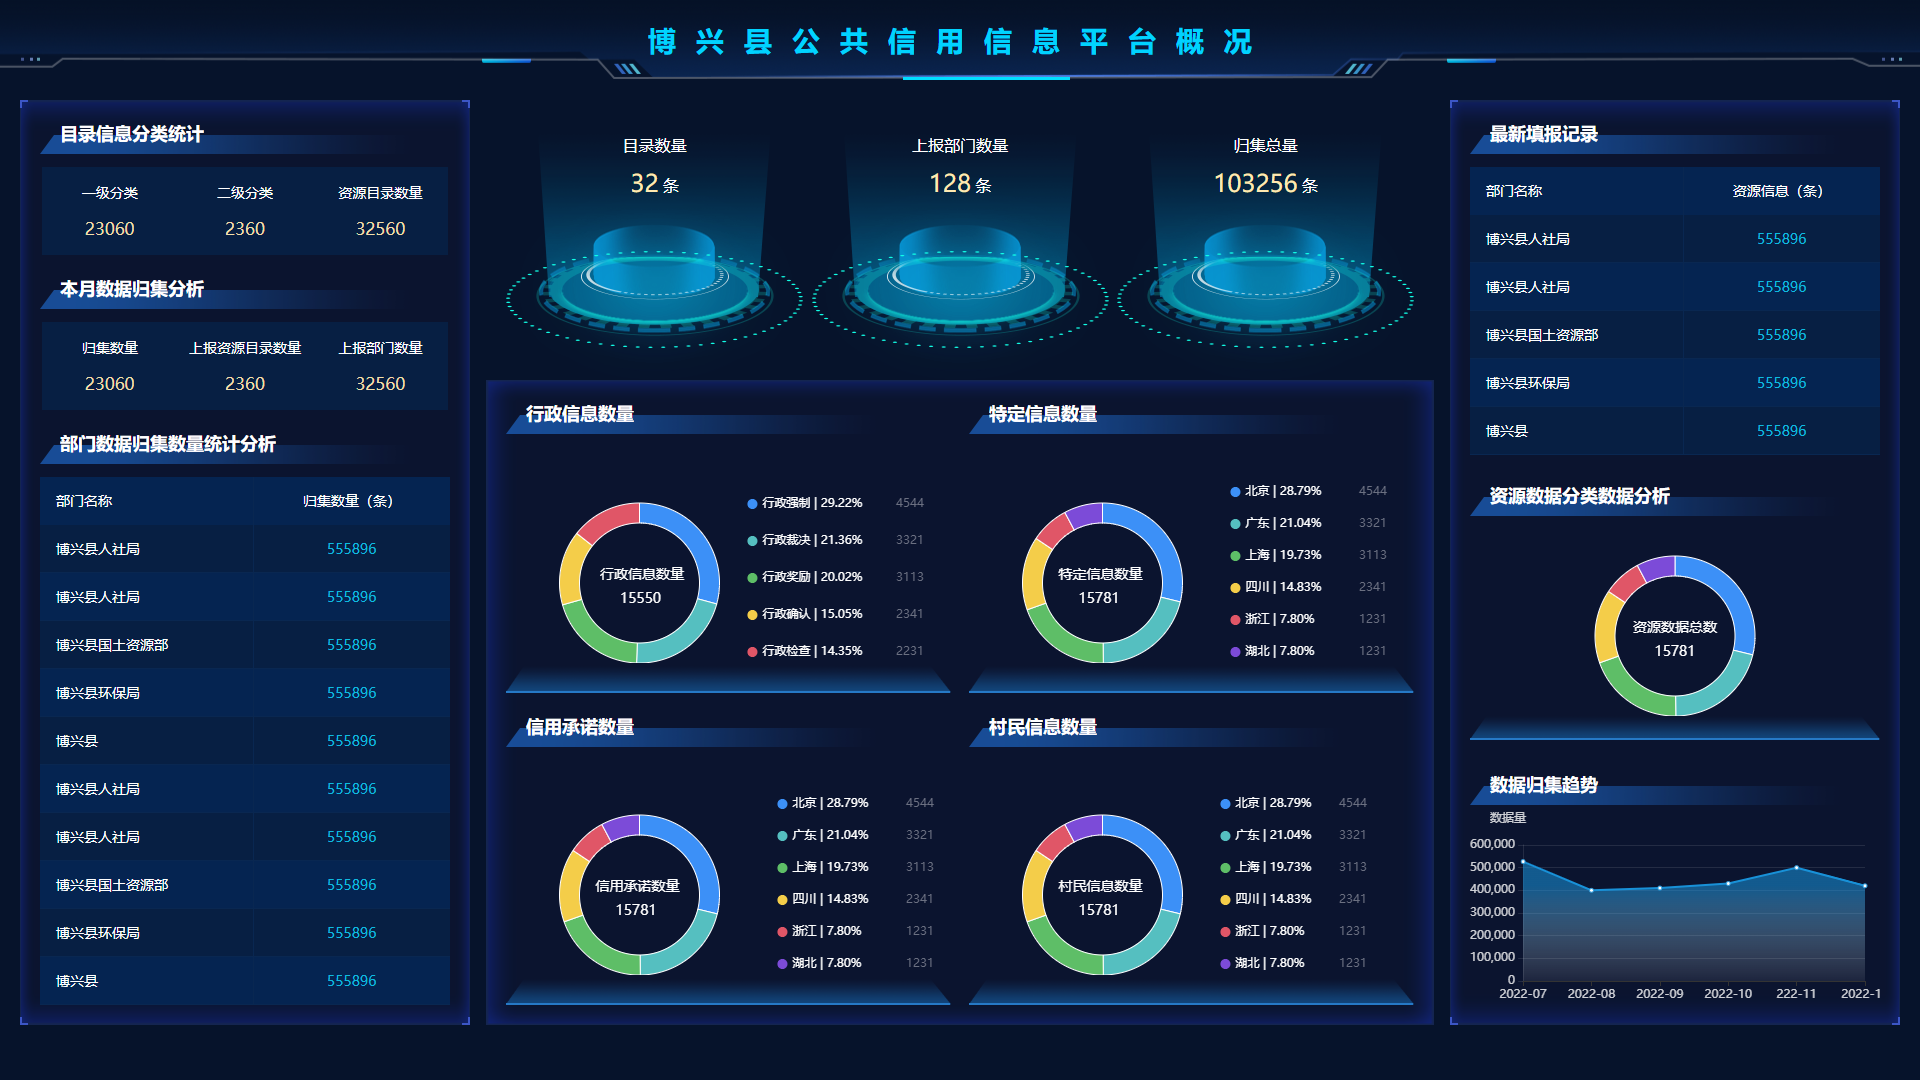 博兴县公共信用信息平台概况
目录信息分类统计
一级分类 二级分类 资源目录数量
23060 2360 32560
本月数据归集分析
归集数量 上报资源目录数量 上报部门数量
23060 2360 32560
部门数据归集数量统计分析
部门名称 归集数量（条）
博兴县人社局 555896
博兴县人社局 555896
博兴县国土资源部 555896
博兴县环保局 555896
博兴县 555896
博兴县人社局 555896
博兴县人社局 555896
博兴县国土资源部 555896
博兴县环保局 555896
博兴县 555896
目录数量 上报部门数量 归集总量
32 条 128 条 103256 条
行政信息数量
行政信息数量
15550
行政强制 | 29.22% 4544
行政裁决 | 21.36% 3321
行政奖励 | 20.02% 3113
行政确认 | 15.05% 2341
行政检查 | 14.35% 2231
特定信息数量
特定信息数量
15781
北京 | 28.79% 4544
广东 | 21.04% 3321
上海 | 19.73% 3113
四川 | 14.83% 2341
浙江 | 7.80% 1231
湖北 | 7.80% 1231
信用承诺数量
信用承诺数量
15781
北京 | 28.79% 4544
广东 | 21.04% 3321
上海 | 19.73% 3113
四川 | 14.83% 2341
浙江 | 7.80% 1231
湖北 | 7.80% 1231
村民信息数量
村民信息数量
15781
北京 | 28.79% 4544
广东 | 21.04% 3321
上海 | 19.73% 3113
四川 | 14.83% 2341
浙江 | 7.80% 1231
湖北 | 7.80% 1231
最新填报记录
部门名称 资源信息（条）
博兴县人社局 555896
博兴县人社局 555896
博兴县国土资源部 555896
博兴县环保局 555896
博兴县 555896
资源数据分类数据分析
资源数据总数
15781
数据归集趋势
数据量
600,000
500,000
400,000
300,000
200,000
100,000
0
2022-07 2022-08 2022-09 2022-10 222-11 2022-1